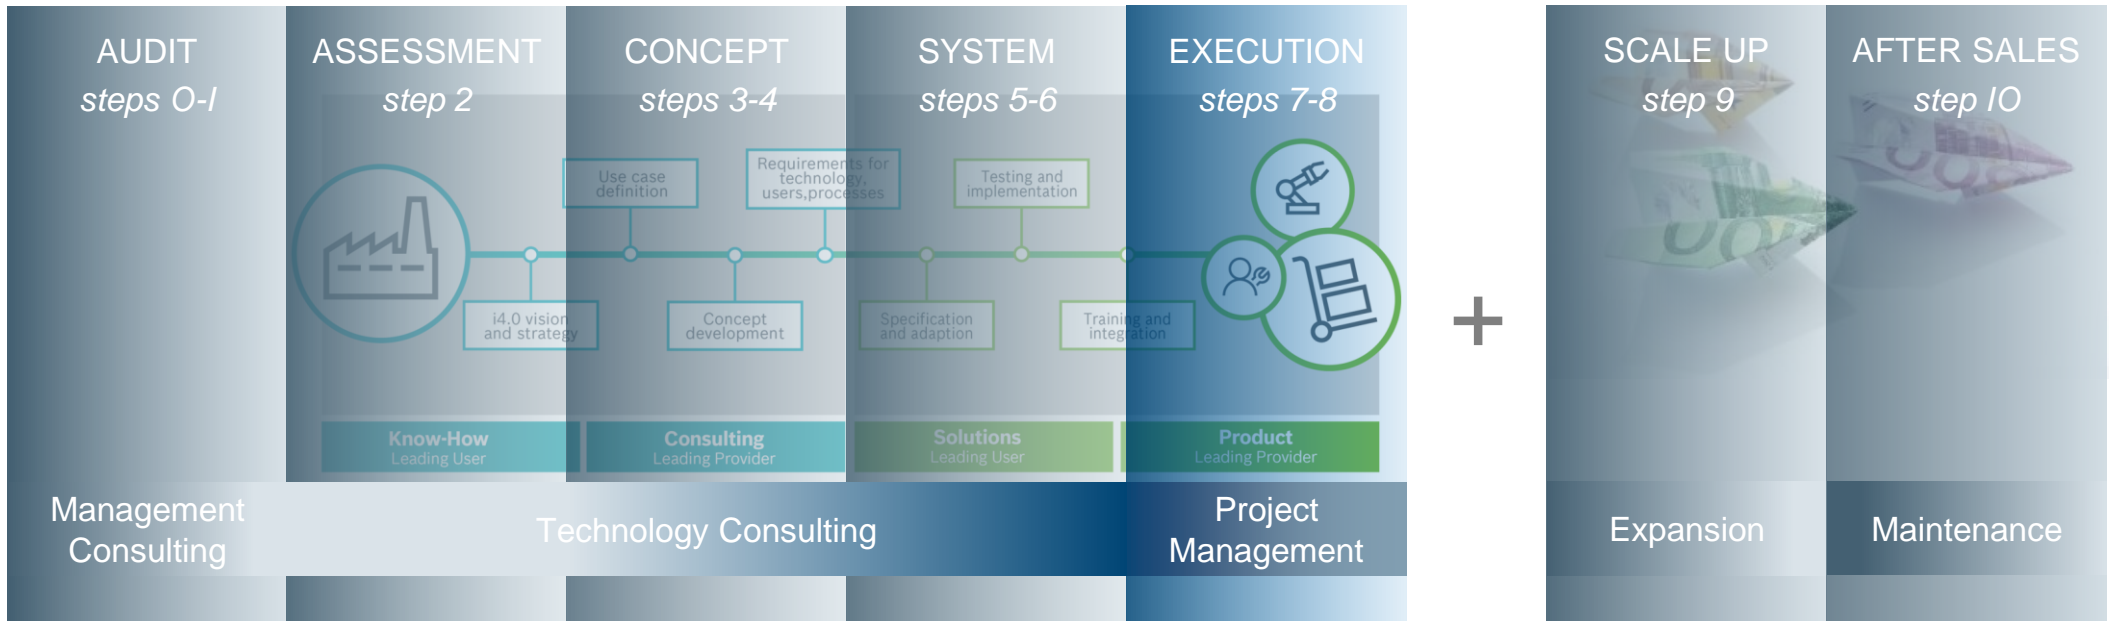 AUDIT
steps O-I
ASSESSMENT
step 2
CONCEPT
steps 3-4
SYSTEM
steps 5-6
EXECUTION
steps 7-8
SCALE UP
step 9
AFTER SALES
step IO
Use case
definition
Requirements for
technology,
users,processes
Testing and
implementation
i4.0 vision
and strategy
Concept
development
Specification
and adaption
Training and
integration
+
Know-How
Leading User
Consulting
Leading Provider
Solutions
Leading User
Product
Leading Provider
Management
Consulting
Technology Consulting
Project
Management
Expansion
Maintenance